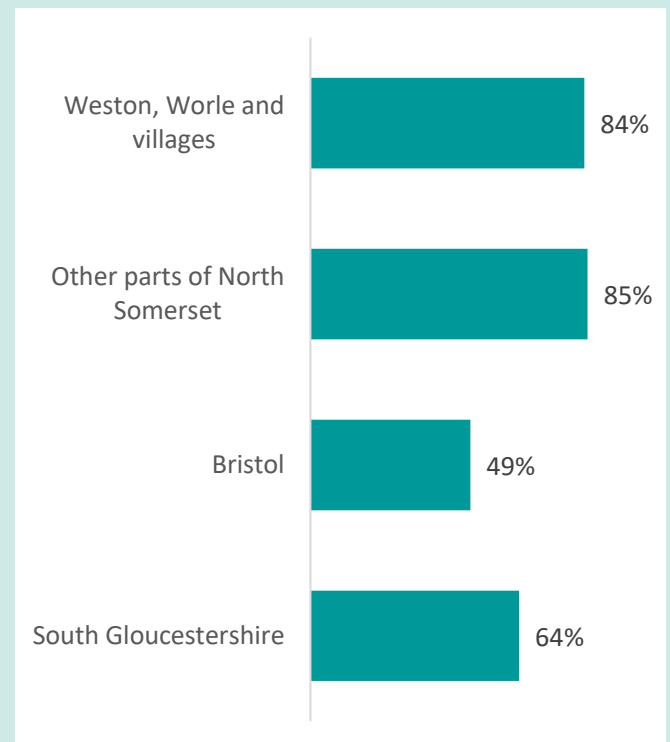 Weston, Worle and
villages
84%
Other parts of North
Somerset
85%
Bristol
49%
South Gloucestershire
64%